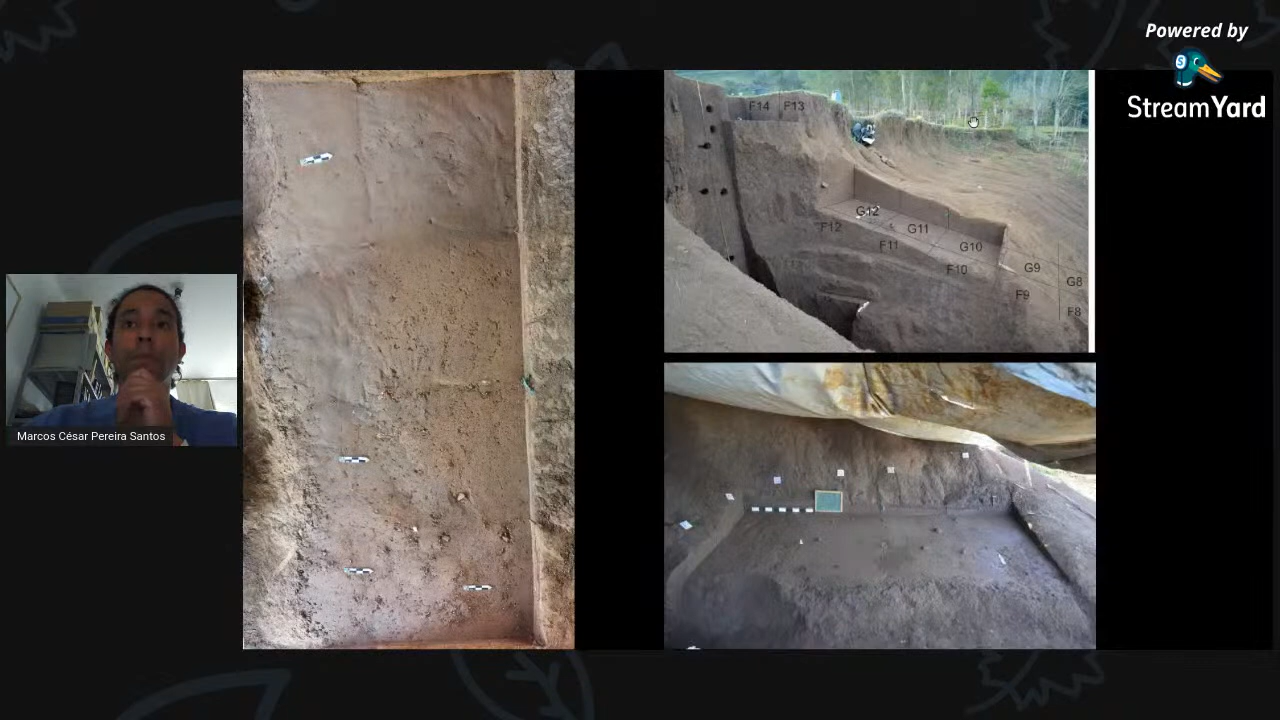 Powered by
StreamYard
F14 F13
G12
F12
G11
F11
G10
F10
G9
G8
F9
F8
Marcos César Pereira Santos